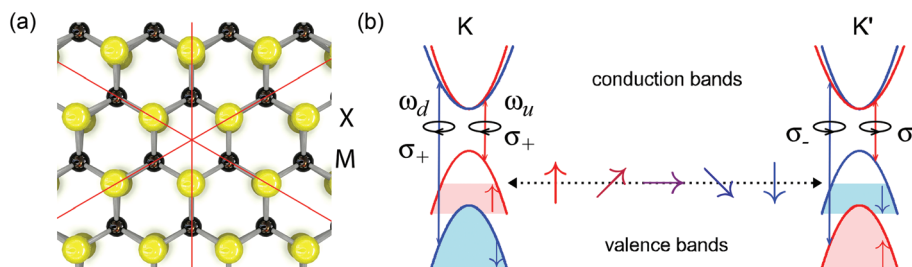 (a)
X
M
(b)
K
K'
conduction bands
ω_d
ω_u
σ_+
σ_+
σ_-
σ
valence bands